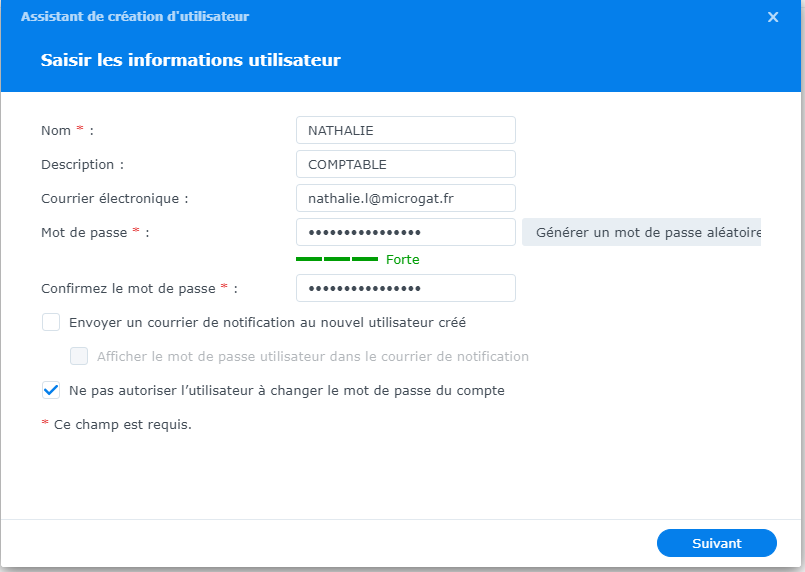 Assistant de création d'utilisateur
Saisir les informations utilisateur
Nom * : NATHALIE
Description : COMPTABLE
Courrier électronique : nathalie.l@microgat.fr
Mot de passe * : •••••••••••••••• Générer un mot de passe aléatoire
Forte
Confirmez le mot de passe * : ••••••••••••••••
Envoyer un courrier de notification au nouvel utilisateur créé
Afficher le mot de passe utilisateur dans le courrier de notification
Ne pas autoriser l’utilisateur à changer le mot de passe du compte
* Ce champ est requis.
Suivant